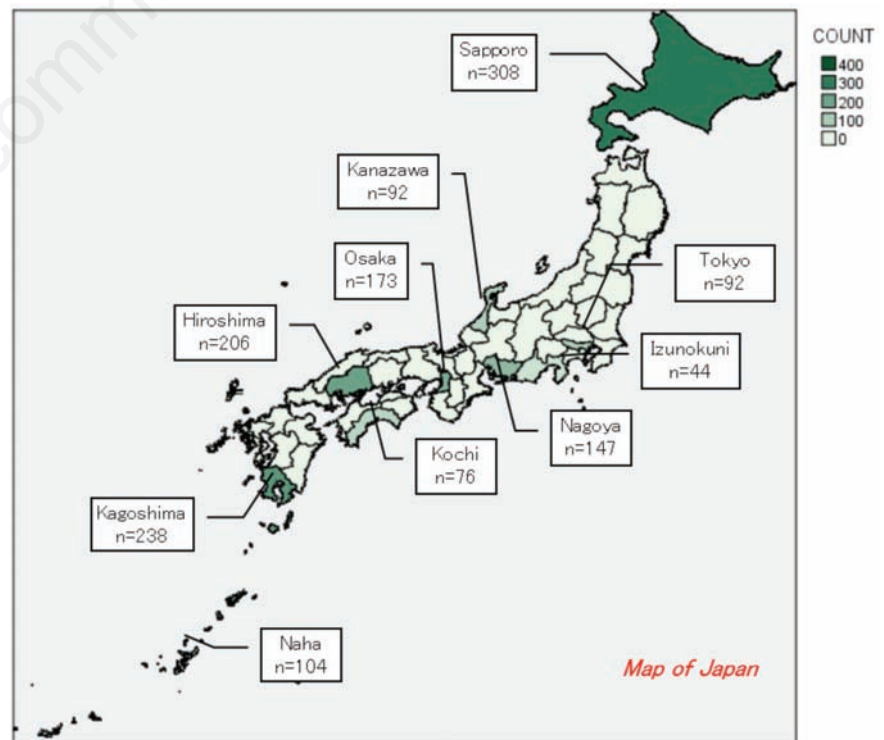 comm
Sapporo
n=308
COUNT
400
300
200
100
0
Kanazawa
n=92
Osaka
n=173
Tokyo
n=92
Hiroshima
n=206
Izunokuni
n=44
Nagoya
n=147
Kochi
n=76
Kagoshima
n=238
Naha
n=104
Map of Japan